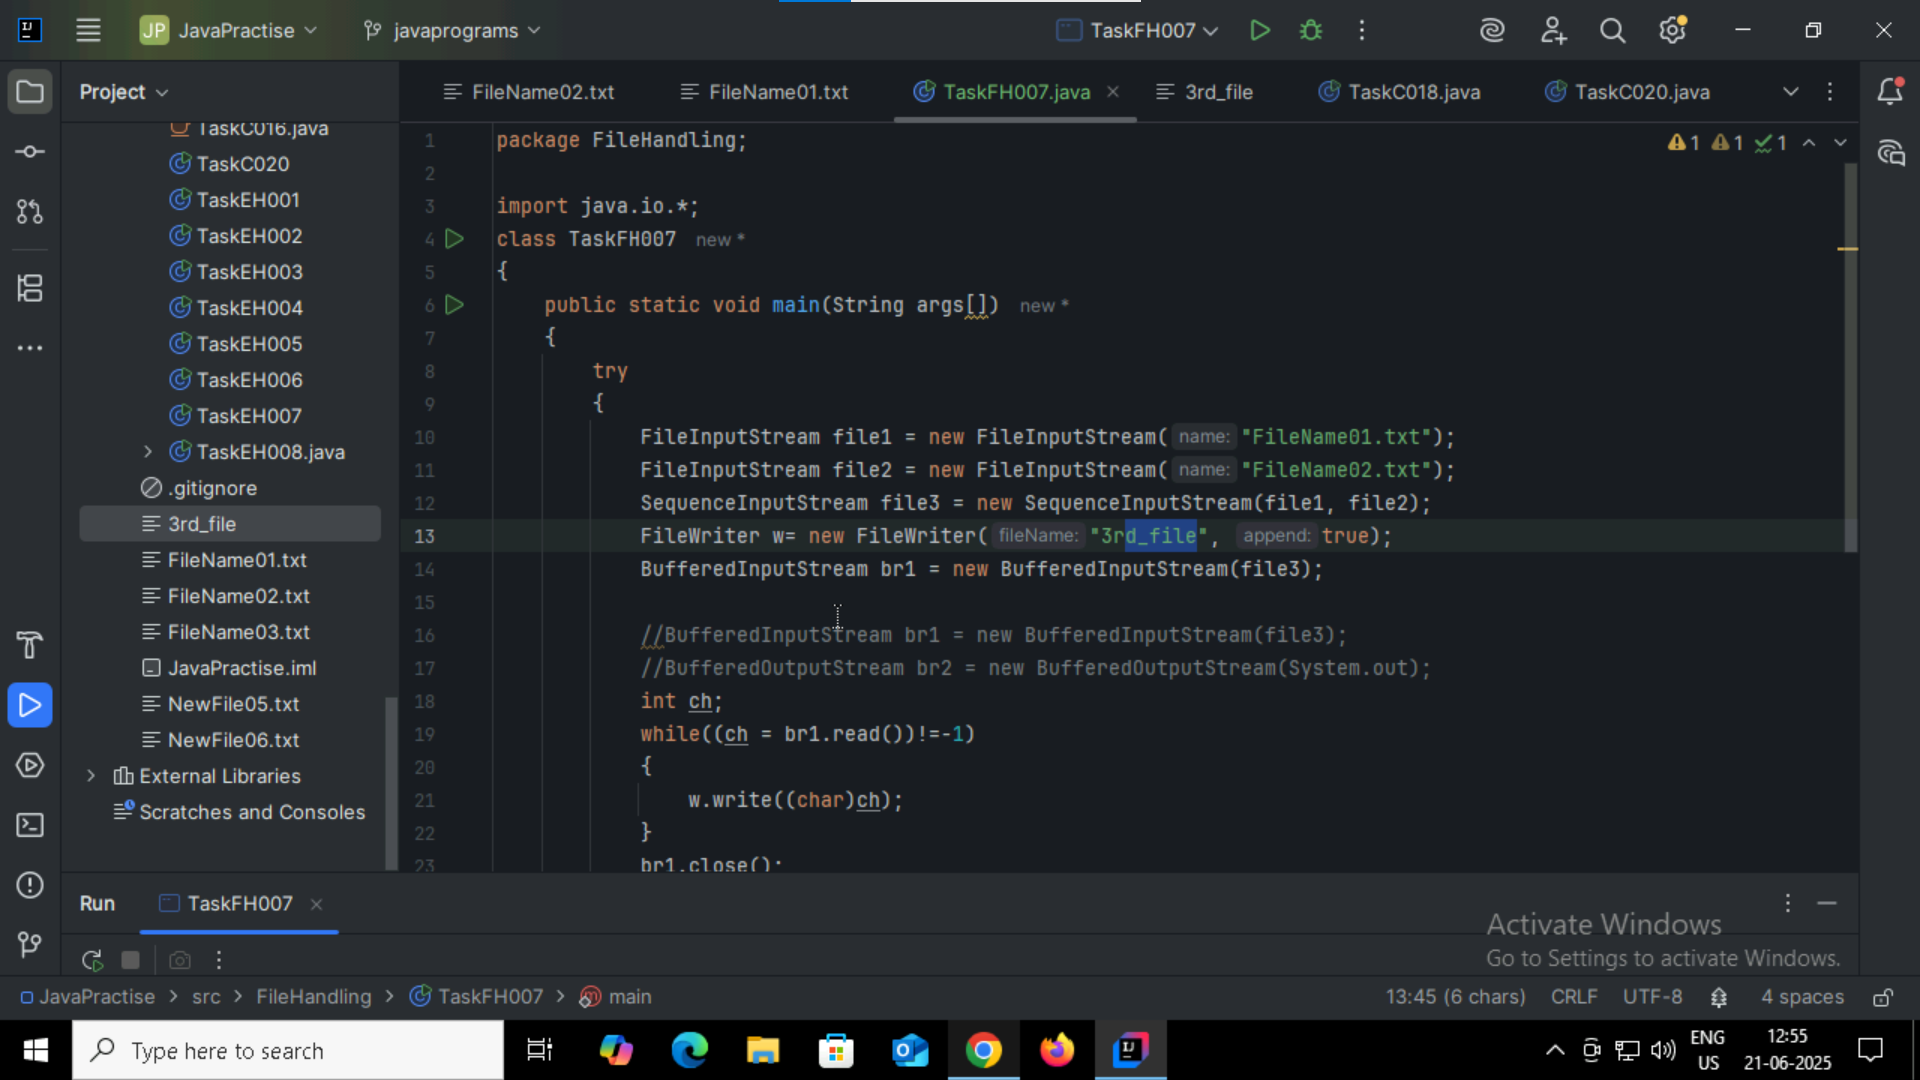 JP JavaPractise javaprograms TaskFH007
Project
FileName02.txt FileName01.txt TaskFH007.java 3rd_file TaskC018.java TaskC020.java
TaskC016.java
TaskC020
TaskEH001
TaskEH002
TaskEH003
TaskEH004
TaskEH005
TaskEH006
TaskEH007
TaskEH008.java
.gitignore
3rd_file
FileName01.txt
FileName02.txt
FileName03.txt
JavaPractise.iml
NewFile05.txt
NewFile06.txt
External Libraries
Scratches and Consoles
1 package FileHandling;
1 1 1
2
3 import java.io.*;
4 class TaskFH007 new *
5 {
6 public static void main(String args[]) new *
7 {
8 try
9 {
10 FileInputStream file1 = new FileInputStream( name: "FileName01.txt");
11 FileInputStream file2 = new FileInputStream( name: "FileName02.txt");
12 SequenceInputStream file3 = new SequenceInputStream(file1, file2);
13 FileWriter w= new FileWriter( fileName: "3rd_file", append: true);
14 BufferedInputStream br1 = new BufferedInputStream(file3);
15
16 //BufferedInputStream br1 = new BufferedInputStream(file3);
17 //BufferedOutputStream br2 = new BufferedOutputStream(System.out);
18 int ch;
19 while((ch = br1.read())!=-1)
20 {
21 w.write((char)ch);
22 }
23 br1.close();
Run TaskFH007
Activate Windows
Go to Settings to activate Windows.
JavaPractise > src > FileHandling > TaskFH007 > main 13:45 (6 chars) CRLF UTF-8 4 spaces
Type here to search
ENG
US
12:55
21-06-2025